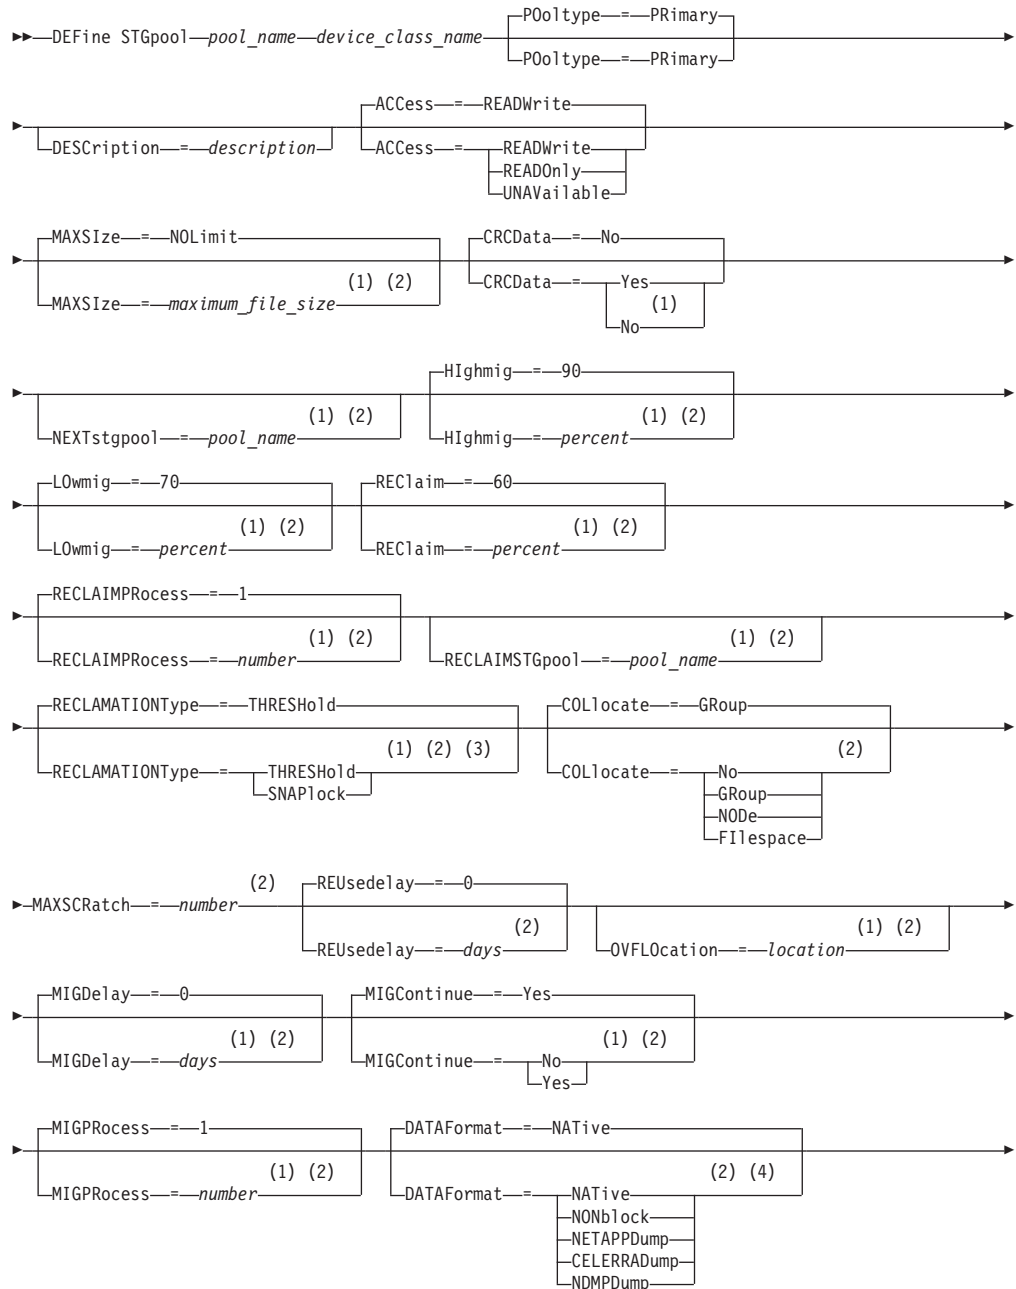 POoltype = PRimary
DEFine STGpool pool_name device_class_name
POoltype = PRimary
ACCess = READWrite
DESCription = description
ACCess = READWrite
READOnly
UNAVailable
MAXSIze = NOLimit
CRCData = No
(1) (2)
MAXSIze = maximum_file_size
CRCData = Yes
(1)
No
HIghmig = 90
(1) (2)
(1) (2)
NEXTstgpool = pool_name
HIghmig = percent
LOwmig = 70
REClaim = 60
(1) (2)
(1) (2)
LOwmig = percent
REClaim = percent
RECLAIMPRocess = 1
(1) (2)
(1) (2)
RECLAIMPRocess = number
RECLAIMSTGpool = pool_name
RECLAMATIONType = THRESHold
COLlocate = GRoup
(1) (2) (3)
(2)
RECLAMATIONType = THRESHold
SNAPlock
COLlocate = No
GRoup
NODe
FIlespace
(2)
REUsedelay = 0
MAXSCRatch = number
(2)
(1) (2)
REUsedelay = days
OVFLOcation = location
MIGDelay = 0
MIGContinue = Yes
(1) (2)
(1) (2)
MIGDelay = days
MIGContinue = No
Yes
MIGPRocess = 1
DATAFormat = NATive
(1) (2)
(2) (4)
MIGPRocess = number
DATAFormat = NATive
NONblock
NETAPPDump
CELERRADump
NDMPDump